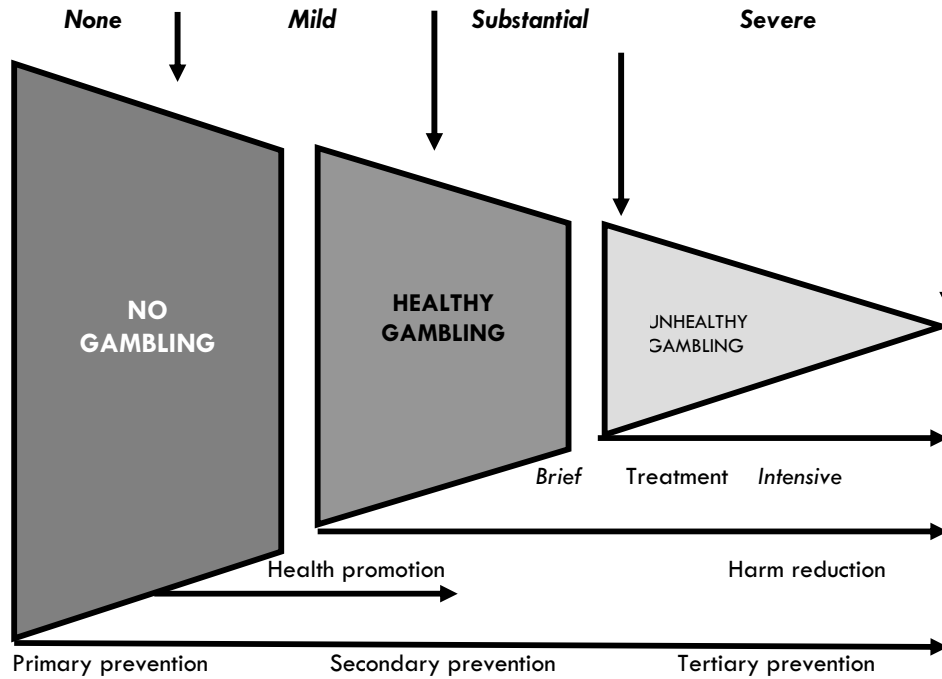 None Mild Substantial Severe
NO
GAMBLING
HEALTHY
GAMBLING
UNHEALTHY
GAMBLING
Brief Treatment Intensive
Health promotion Harm reduction
Primary prevention Secondary prevention Tertiary prevention